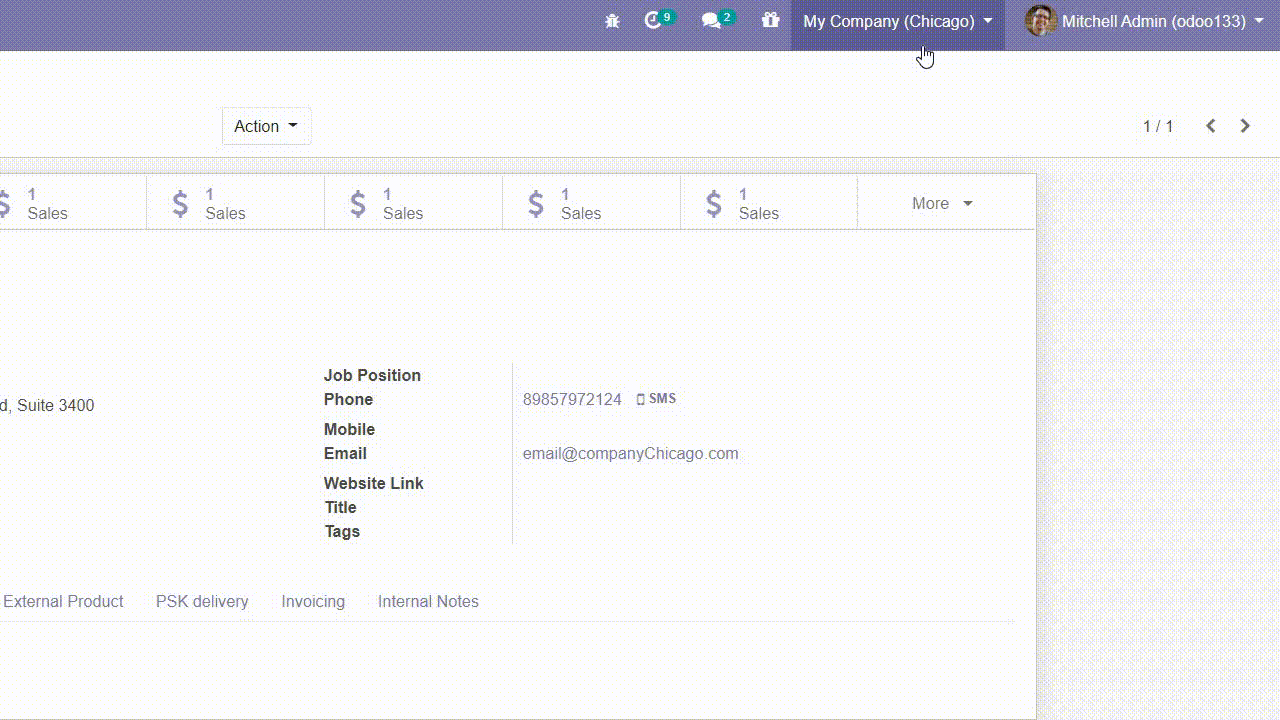 9 2 My Company (Chicago) Mitchell Admin (odoo133)
Action 1 / 1
1 1 1 1 1
Sales Sales Sales Sales Sales More
Job Position
Phone 89857972124 SMS
d, Suite 3400
Mobile
Email email@companyChicago.com
Website Link
Title
Tags
External Product PSK delivery Invoicing Internal Notes